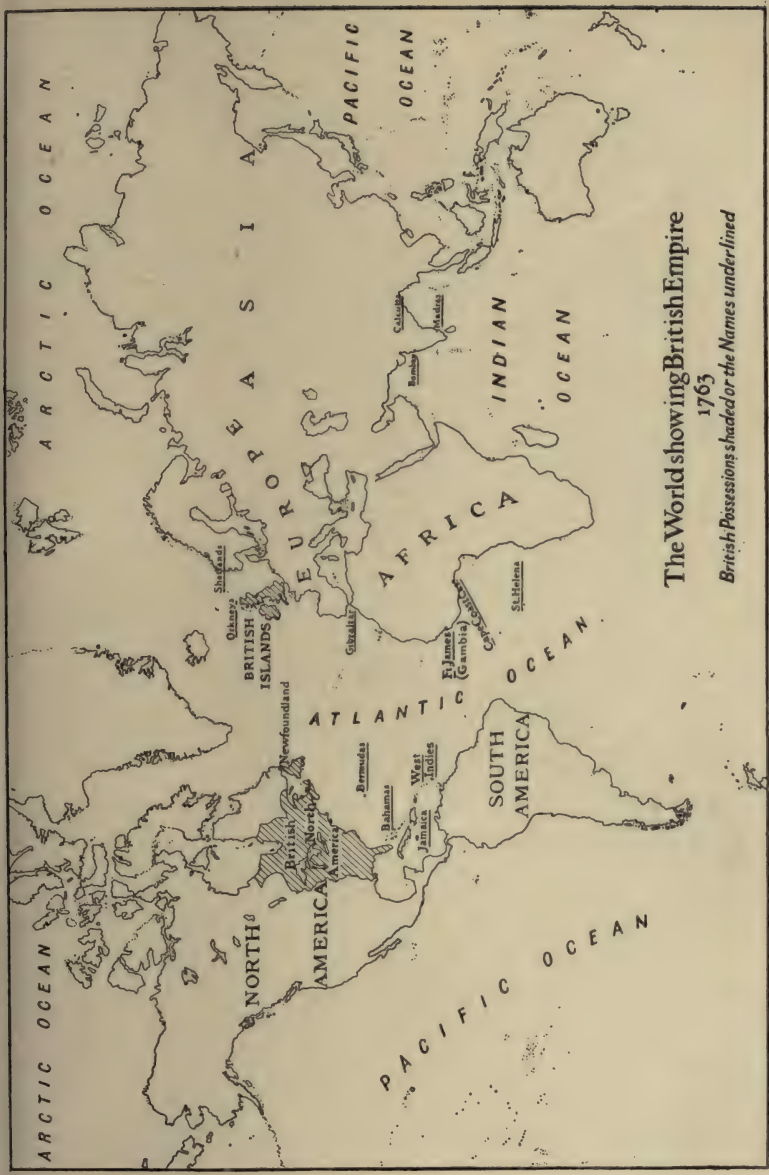 ARCTIC OCEAN
ARCTIC OCEAN
NORTH
AMERICA
British
North
America
Newfoundland
BRITISH
ISLANDS
Orkneys
Shetlands
EUROPE
ASIA
PACIFIC
OCEAN
ATLANTIC OCEAN
Bermudas
Bahamas
West
Indies
Jamaica
Gibraltar
AFRICA
Ft James
(Gambia)
Cape Coast Cas.
St. Helena
Bombay
Calcutta
Madras
INDIAN
OCEAN
SOUTH
AMERICA
PACIFIC OCEAN
The World showing British Empire
1763
British Possessions shaded or the Names underlined